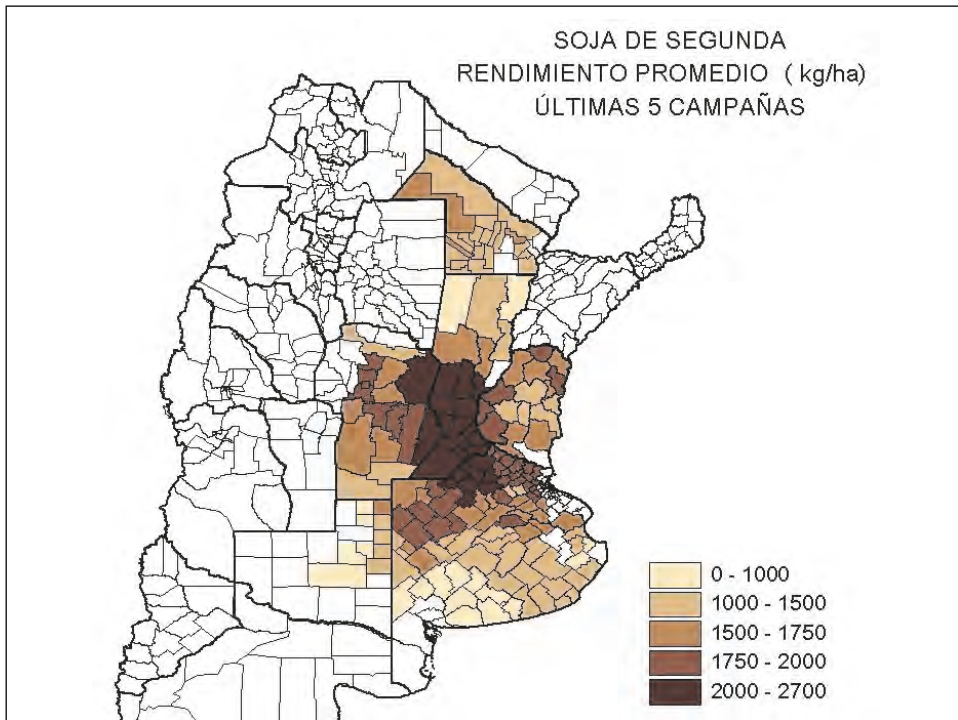 SOJA DE SEGUNDA
RENDIMIENTO PROMEDIO ( kg/ha)
ÚLTIMAS 5 CAMPAÑAS
0 - 1000
1000 - 1500
1500 - 1750
1750 - 2000
2000 - 2700